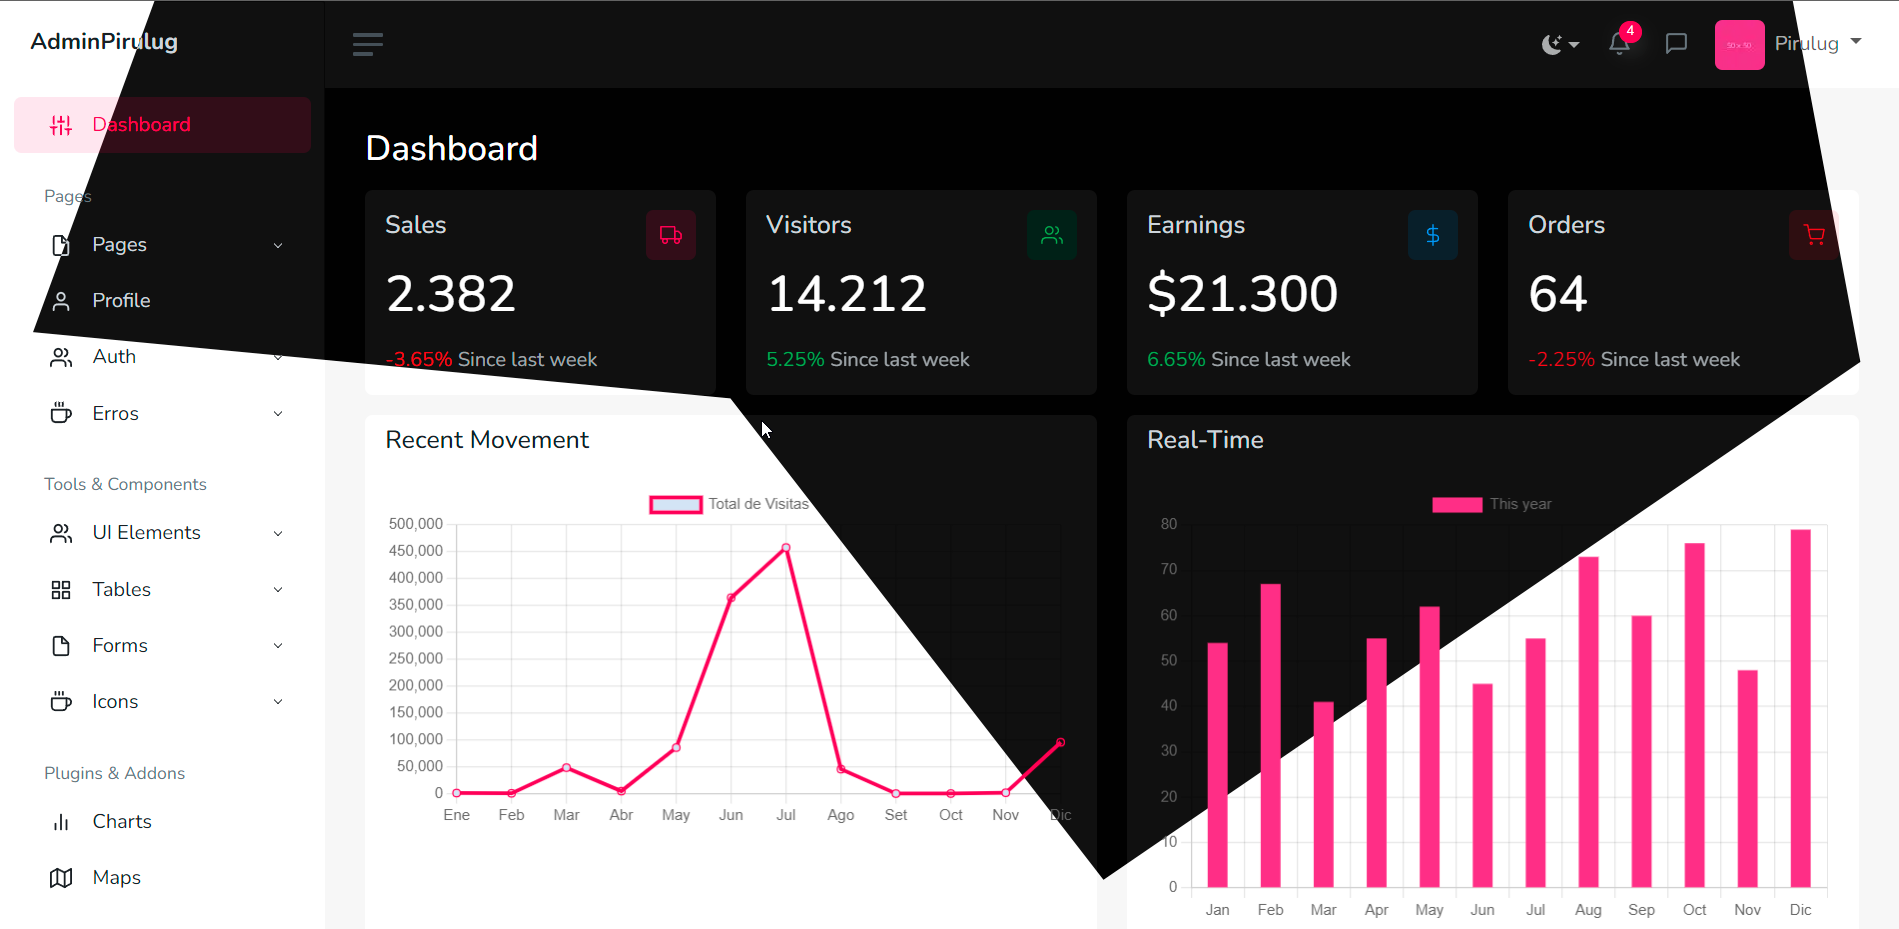 AdminPirulug
4
50 x 50
Pirulug
Dashboard
Pages
Pages
Profile
Auth
Erros
Tools & Components
UI Elements
Tables
Forms
Icons
Plugins & Addons
Charts
Maps
Dashboard
Sales
2.382
-3.65% Since last week
Visitors
14.212
5.25% Since last week
Earnings
$21.300
6.65% Since last week
Orders
64
-2.25% Since last week
Recent Movement
Total de Visitas
500,000
450,000
400,000
350,000
300,000
250,000
200,000
150,000
100,000
50,000
0
Ene Feb Mar Abr May Jun Jul Ago Set Oct Nov Dic
Real-Time
This year
80
70
60
50
40
30
20
10
0
Jan Feb Mar Apr May Jun Jul Aug Sep Oct Nov Dic